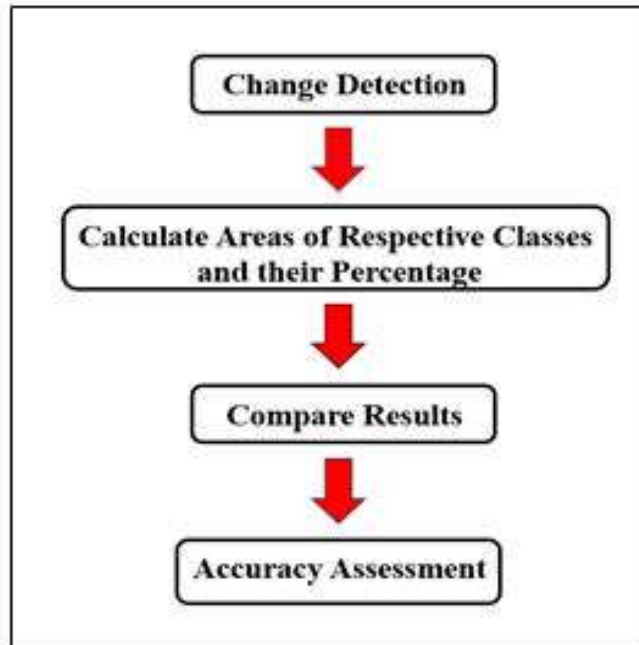 Change Detection
Calculate Areas of Respective Classes
and their Percentage
Compare Results
Accuracy Assessment